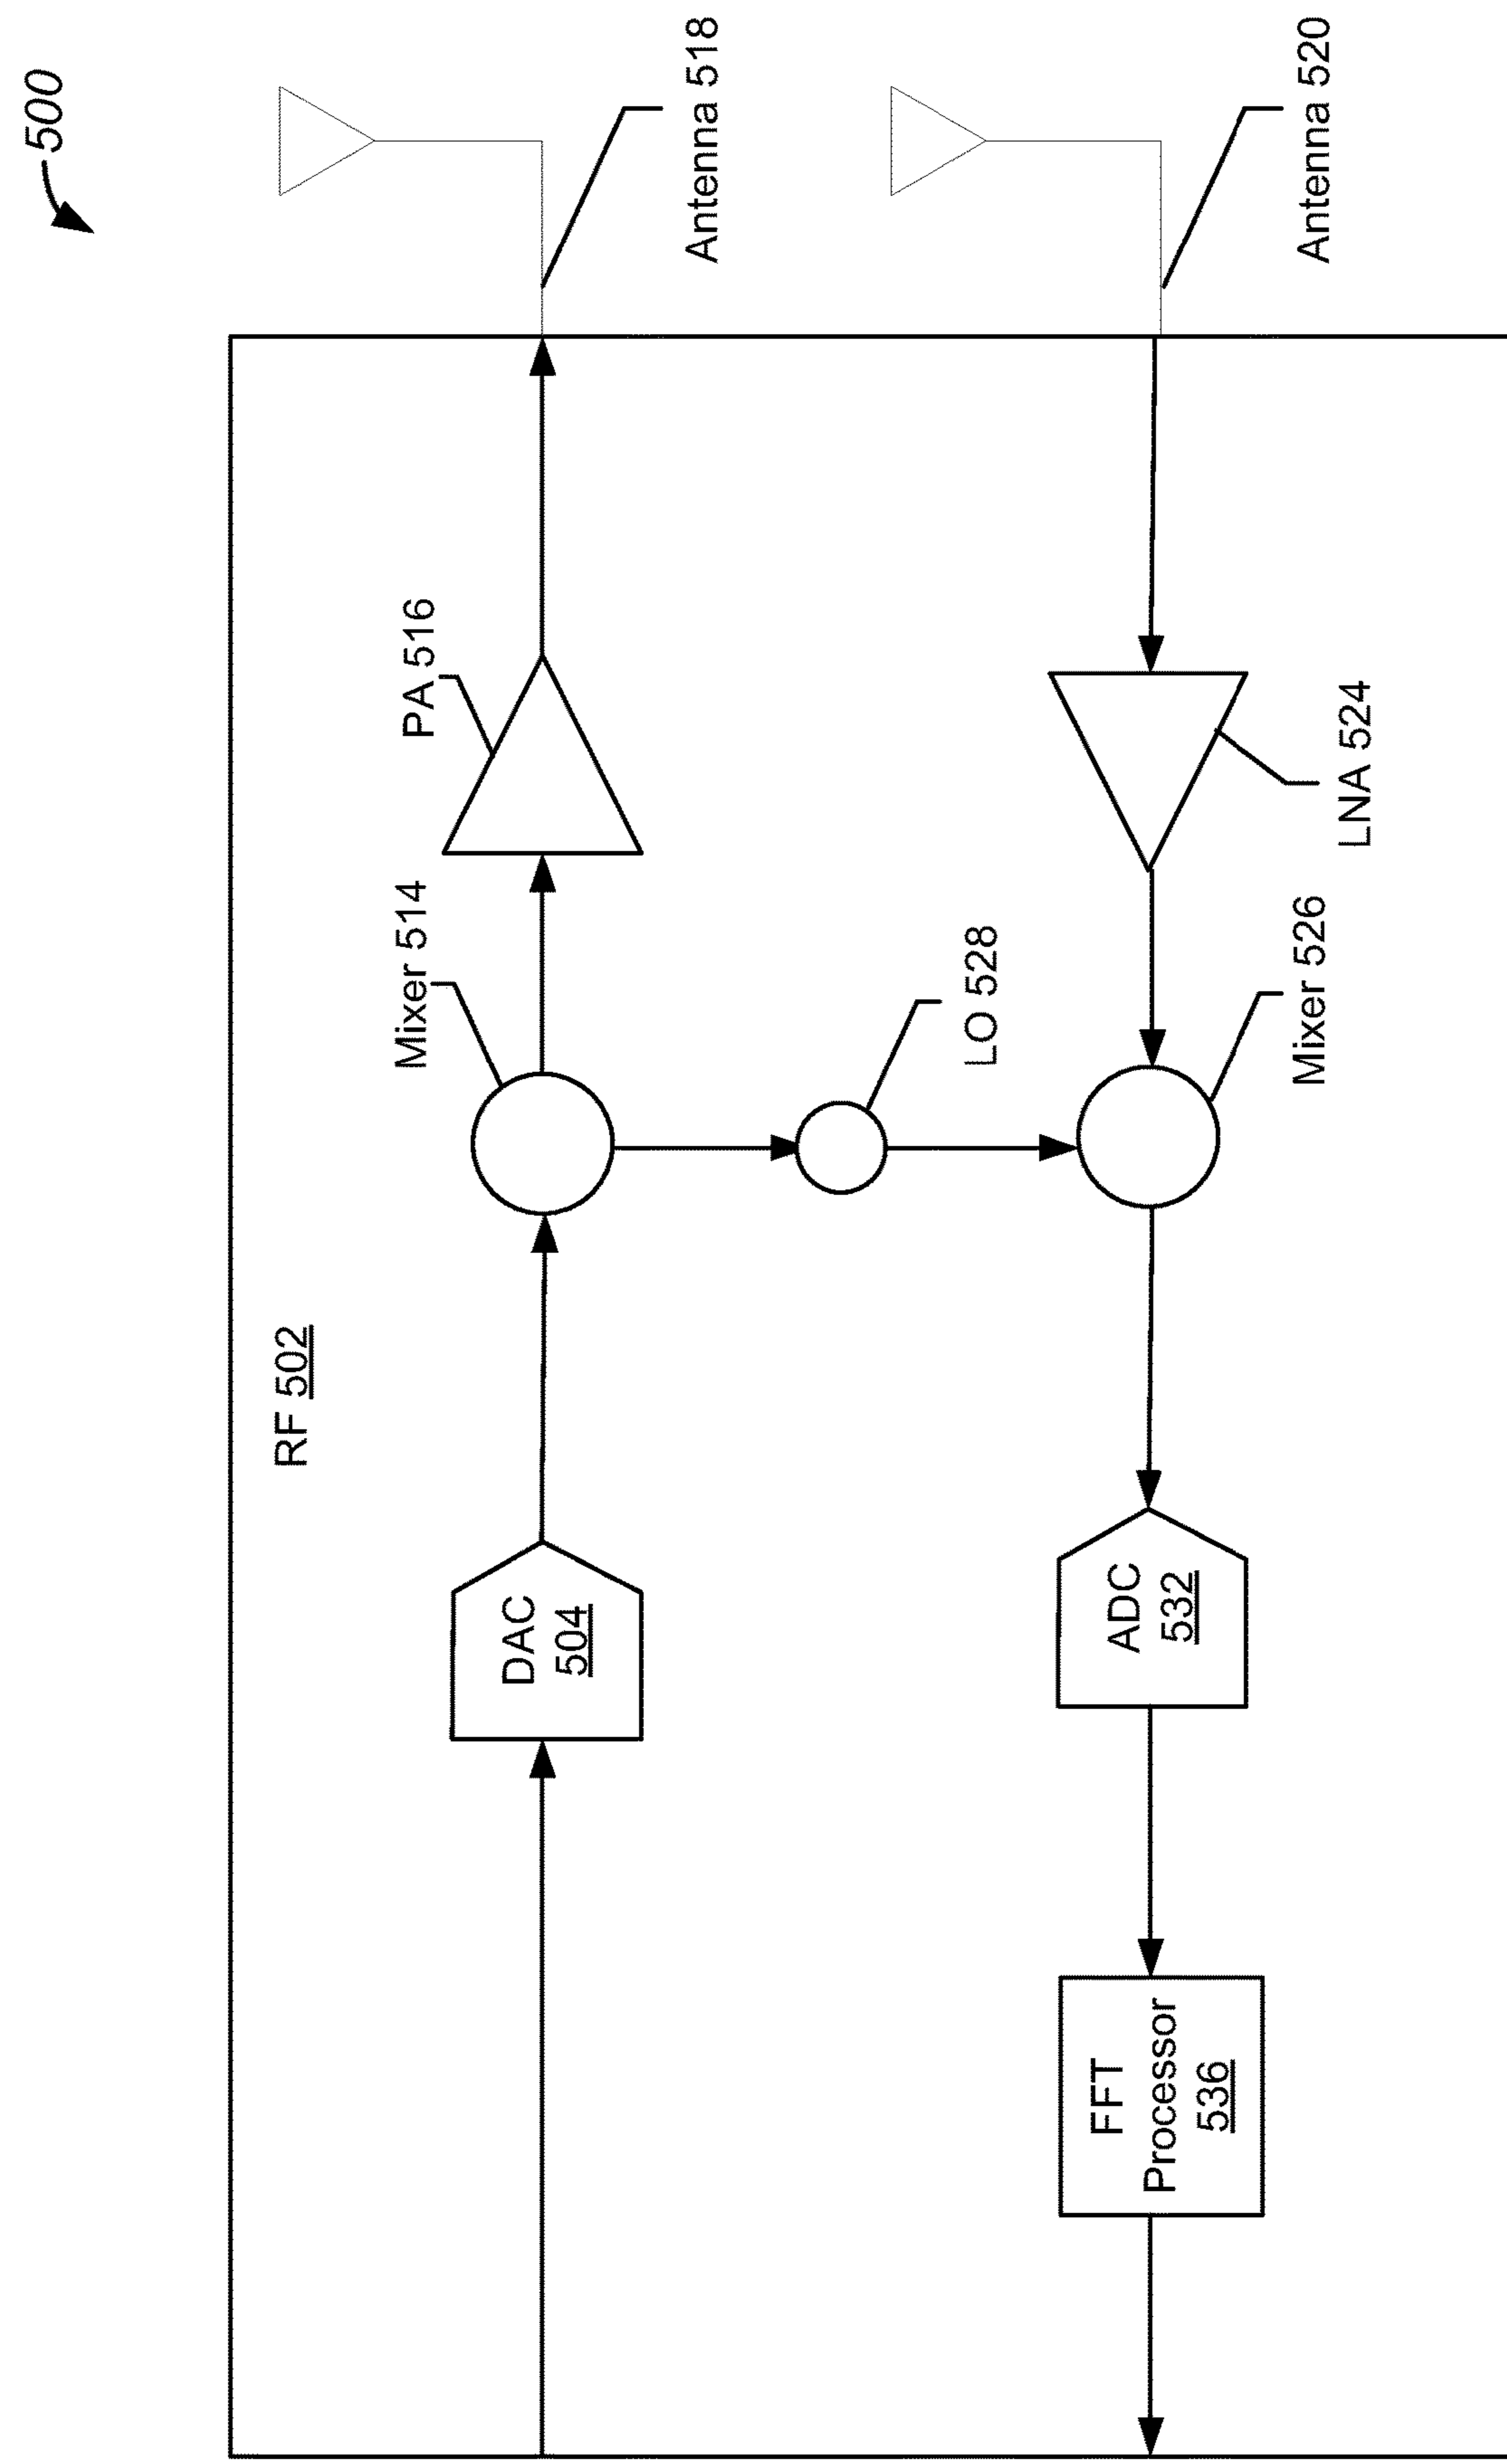 500
RF 502
Mixer 514
PA 516
Antenna 518
DAC
504
LO 528
Antenna 520
FFT
Processor
536
ADC
532
Mixer 526
LNA 524